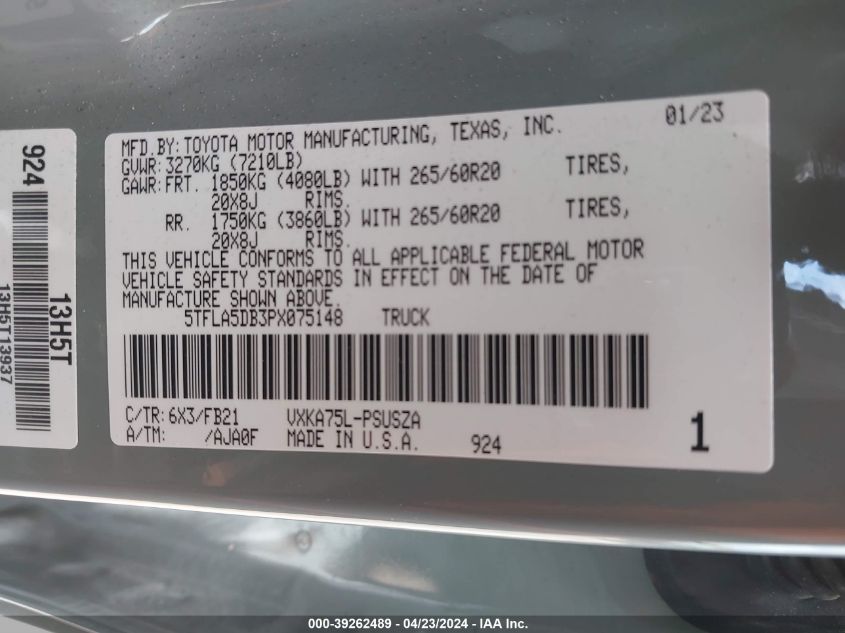 924
13H5T
13H5T13937
01/23
MFD.BY: TOYOTA MOTOR MANUFACTURING, TEXAS, INC.
GVWR: 3270KG (7210LB)
GAWR: FRT. 1850KG (4080LB) WITH 265/60R20 TIRES,
20X8J RIMS.
RR. 1750KG (3860LB) WITH 265/60R20 TIRES,
20X8J RIMS.
THIS VEHICLE CONFORMS TO ALL APPLICABLE FEDERAL MOTOR
VEHICLE SAFETY STANDARDS IN EFFECT ON THE DATE OF
MANUFACTURE SHOWN ABOVE.
5TFLA5DB3PX075148 TRUCK
C/TR: 6X3/FB21 VXKA75L-PSUSZA
A/TM: /AJA0F MADE IN U.S.A. 924
1
000-39262489 - 04/23/2024 - IAA Inc.